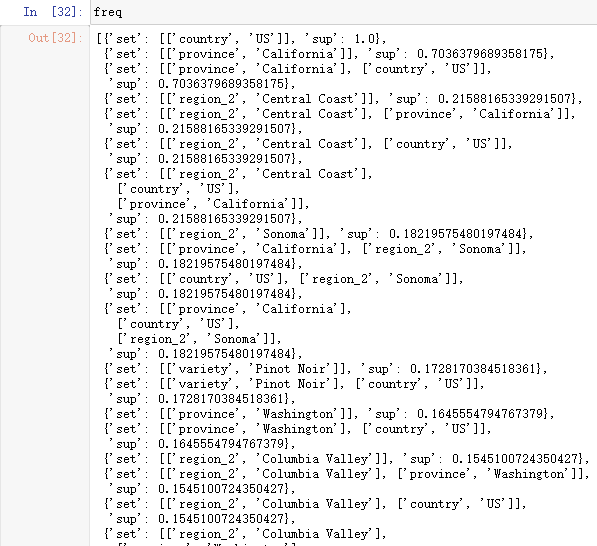 In [32]: freq
Out[32]: [{'set': [['country', 'US']], 'sup': 1.0},
{'set': [['province', 'California']], 'sup': 0.7036379689358175},
{'set': [['province', 'California'], ['country', 'US']],
'sup': 0.7036379689358175},
{'set': [['region_2', 'Central Coast']], 'sup': 0.21588165339291507},
{'set': [['region_2', 'Central Coast'], ['province', 'California']],
'sup': 0.21588165339291507},
{'set': [['region_2', 'Central Coast'], ['country', 'US']],
'sup': 0.21588165339291507},
{'set': [['region_2', 'Central Coast'],
['country', 'US'],
['province', 'California']],
'sup': 0.21588165339291507},
{'set': [['region_2', 'Sonoma']], 'sup': 0.18219575480197484},
{'set': [['province', 'California'], ['region_2', 'Sonoma']],
'sup': 0.18219575480197484},
{'set': [['country', 'US'], ['region_2', 'Sonoma']],
'sup': 0.18219575480197484},
{'set': [['province', 'California'],
['country', 'US'],
['region_2', 'Sonoma']],
'sup': 0.18219575480197484},
{'set': [['variety', 'Pinot Noir']], 'sup': 0.1728170384518361},
{'set': [['variety', 'Pinot Noir'], ['country', 'US']],
'sup': 0.1728170384518361},
{'set': [['province', 'Washington']], 'sup': 0.1645554794767379},
{'set': [['province', 'Washington'], ['country', 'US']],
'sup': 0.1645554794767379},
{'set': [['region_2', 'Columbia Valley']], 'sup': 0.1545100724350427},
{'set': [['region_2', 'Columbia Valley'], ['province', 'Washington']],
'sup': 0.1545100724350427},
{'set': [['region_2', 'Columbia Valley'], ['country', 'US']],
'sup': 0.1545100724350427},
{'set': [['region_2', 'Columbia Valley'],